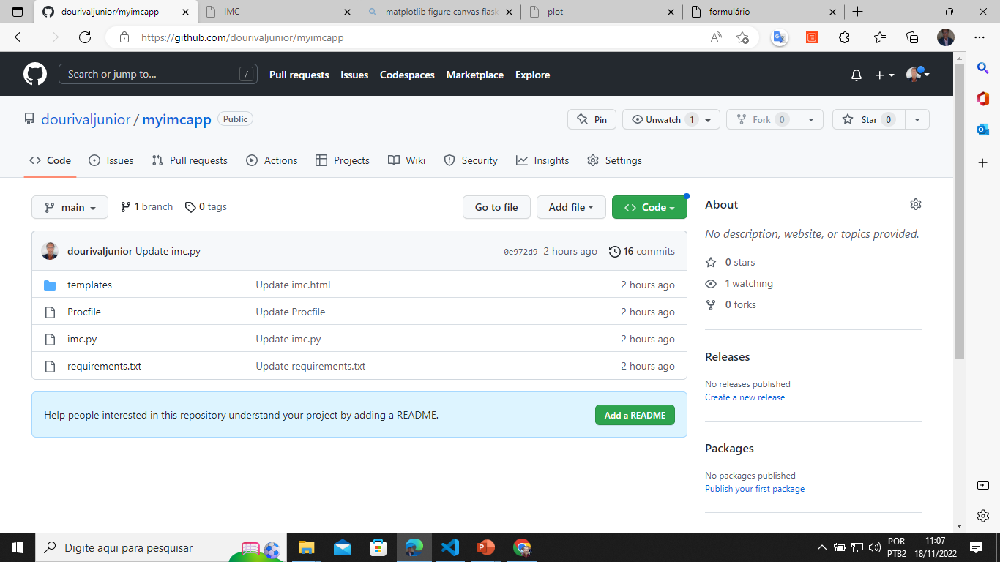 dourivaljunior/myimcapp
IMC
matplotlib figure canvas flask
plot
formulário
https://github.com/dourivaljunior/myimcapp
Search or jump to... /
Pull requests Issues Codespaces Marketplace Explore
dourivaljunior / myimcapp Public
Pin Unwatch 1 Fork 0 Star 0
Code Issues Pull requests Actions Projects Wiki Security Insights Settings
main 1 branch 0 tags Go to file Add file Code
dourivaljunior Update imc.py 0e972d9 2 hours ago 16 commits
templates Update imc.html 2 hours ago
Procfile Update Procfile 2 hours ago
imc.py Update imc.py 2 hours ago
requirements.txt Update requirements.txt 2 hours ago
Help people interested in this repository understand your project by adding a README. Add a README
About
No description, website, or topics provided.
0 stars
1 watching
0 forks
Releases
No releases published
Create a new release
Packages
No packages published
Publish your first package
Digite aqui para pesquisar
POR
PTB2
11:07
18/11/2022